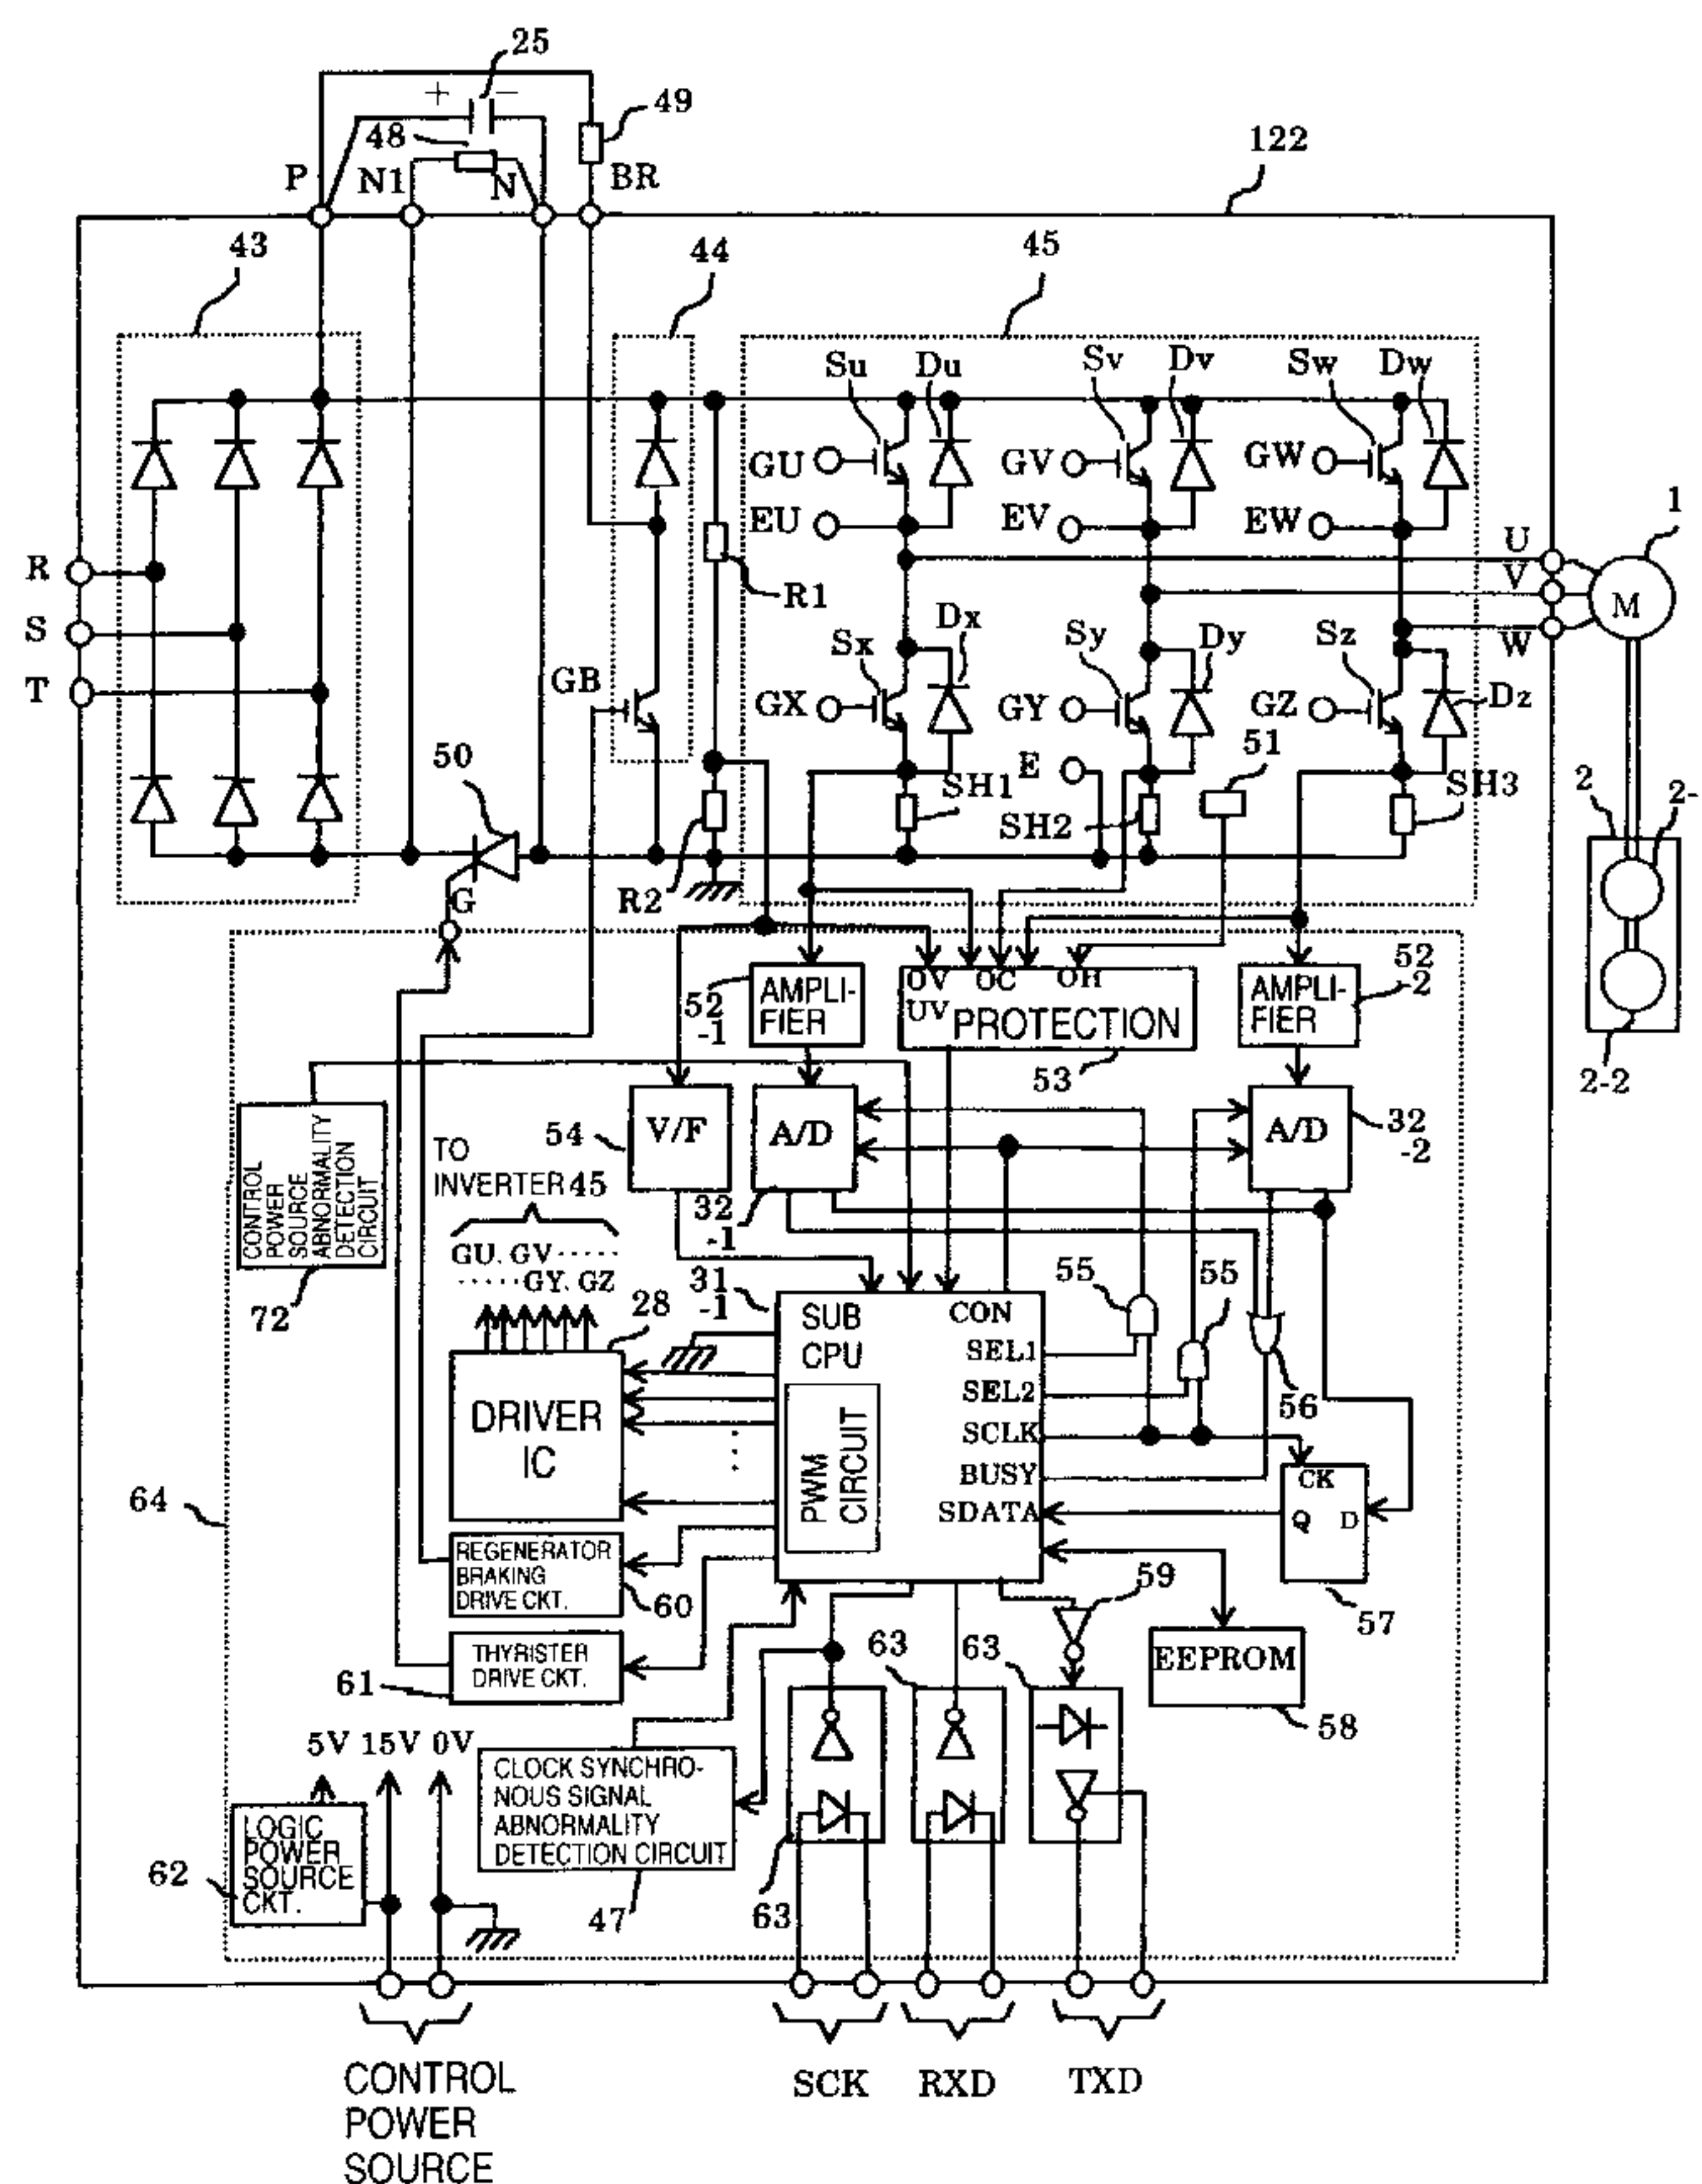 25
+ −
49
48
122
P N1 N BR
43 44 45
Su Du Sv Dv Sw Dw
GU GV GW
1
EU EV EW
U
R V
R1 M
S W
Dx Sy Dy Sz
Sx
T GB
GX GY GZ Dz
50 E 51
SH1 SH3
2 2-
SH2
G R2
52
-1
AMPLI-
FIER
OV OC OH
UV PROTECTION
AMPLI-
FIER
52
-2
53
2-2
54 V/F A/D A/D 32
-2
CONTROL
POWER
SOURCE
ABNORMALITY
DETECTION
CIRCUIT
TO
INVERTER 45
32
-1
GU. GV
GY. GZ
72
31
-1
28
55 55
SUB
CPU
CON
SEL1
SEL2
SCLK
BUSY
SDATA
PWM
CIRCUIT
DRIVER
IC
56
CK
Q D
64
REGENERATOR
BRAKING
DRIVE CKT.
60
59
57
THYRISTER
DRIVE CKT.
61
63 63
EEPROM
58
5V 15V 0V
CLOCK SYNCHRO-
NOUS SIGNAL
ABNORMALITY
DETECTION CIRCUIT
LOGIC
POWER
SOURCE
CKT.
62
47
63
CONTROL
POWER
SOURCE
SCK RXD TXD